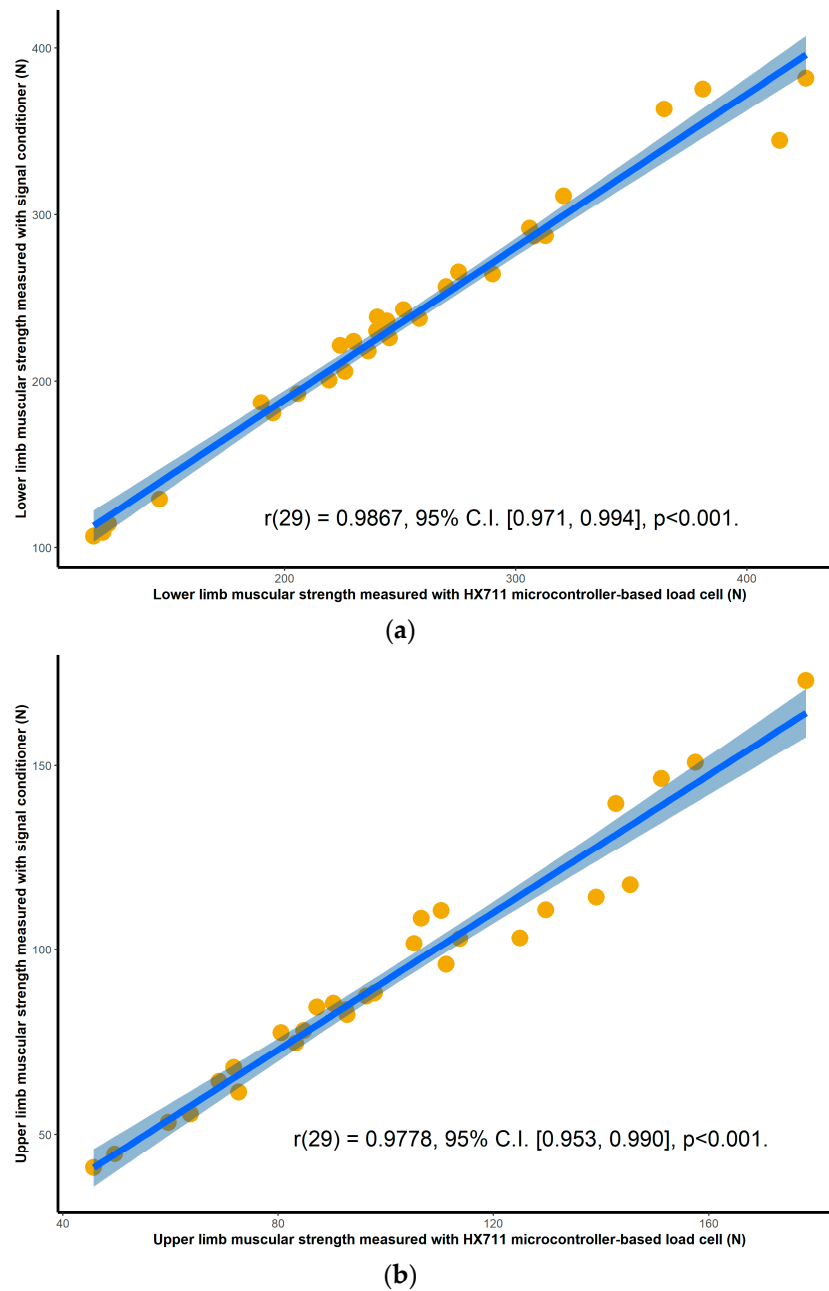 400
300
200
100
Lower limb muscular strength measured with signal conditioner (N)
r(29) = 0.9867, 95% C.I. [0.971, 0.994], p<0.001.
200 300 400
Lower limb muscular strength measured with HX711 microcontroller-based load cell (N)
(a)
150
100
50
Upper limb muscular strength measured with signal conditioner (N)
r(29) = 0.9778, 95% C.I. [0.953, 0.990], p<0.001.
40 80 120 160
Upper limb muscular strength measured with HX711 microcontroller-based load cell (N)
(b)